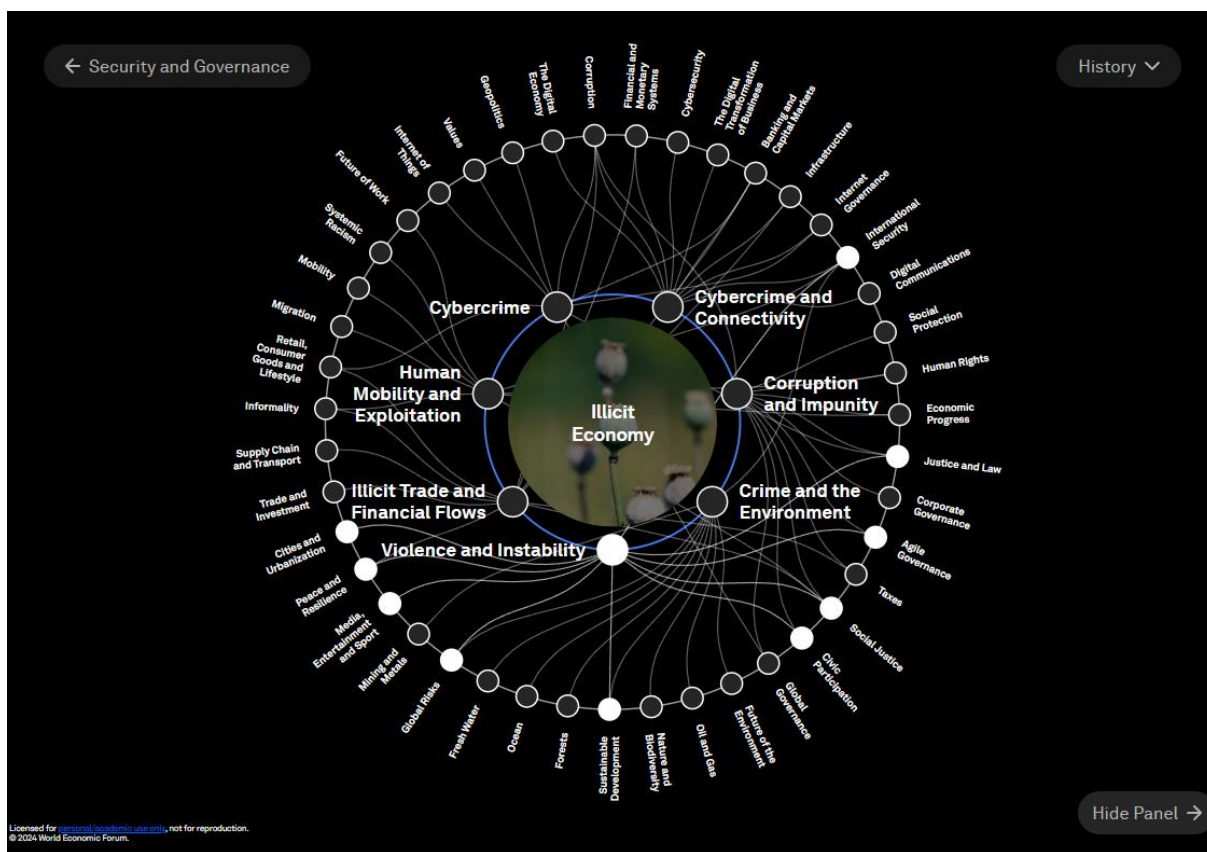 ← Security and Governance
History
Corruption
Financial and
Monetary
Systems
Cybersecurity
The Digital
Transformation
of Business
Banking and
Capital Markets
Infrastructure
Internet
Governance
International
Security
Digital
Communications
Social
Protection
Human Rights
Economic
Progress
Justice and Law
Corporate
Governance
Agile
Governance
Taxes
Social Justice
Civic
Participation
Global
Governance
Future of the
Environment
Oil and Gas
Nature and
Biodiversity
Sustainable
Development
Forests
Ocean
Fresh Water
Global Risks
Mining and
Metals
Media,
Entertainment
and Sport
Peace and
Resilience
Cities and
Urbanization
Trade and
Investment
Supply Chain
and Transport
Informality
Retail,
Consumer
Goods and
Lifestyle
Migration
Mobility
Systemic
Racism
Future of Work
Internet of
Things
Values
Geopolitics
The Digital
Economy
Cybercrime
Cybercrime and
Connectivity
Human
Mobility and
Exploitation
Corruption
and Impunity
Illicit
Economy
Illicit Trade and
Financial Flows
Crime and the
Environment
Violence and Instability
Hide Panel →
Licensed for personal/academic use only, not for reproduction.
© 2024 World Economic Forum.